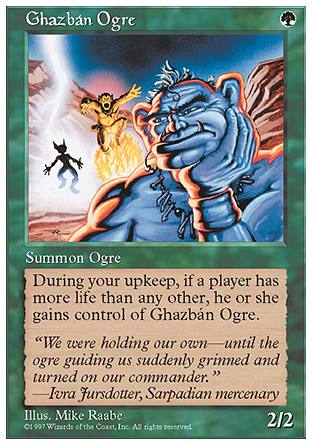 Ghazbán Ogre
Summon Ogre
During your upkeep, if a player has
more life than any other, he or she
gains control of Ghazbán Ogre.
"We were holding our own—until the
ogre guiding us suddenly grinned and
turned on our commander."
—Ivra Jursdotter, Sarpadian mercenary
Illus. Mike Raabe
©1997 Wizards of the Coast, Inc. All rights reserved.
2/2